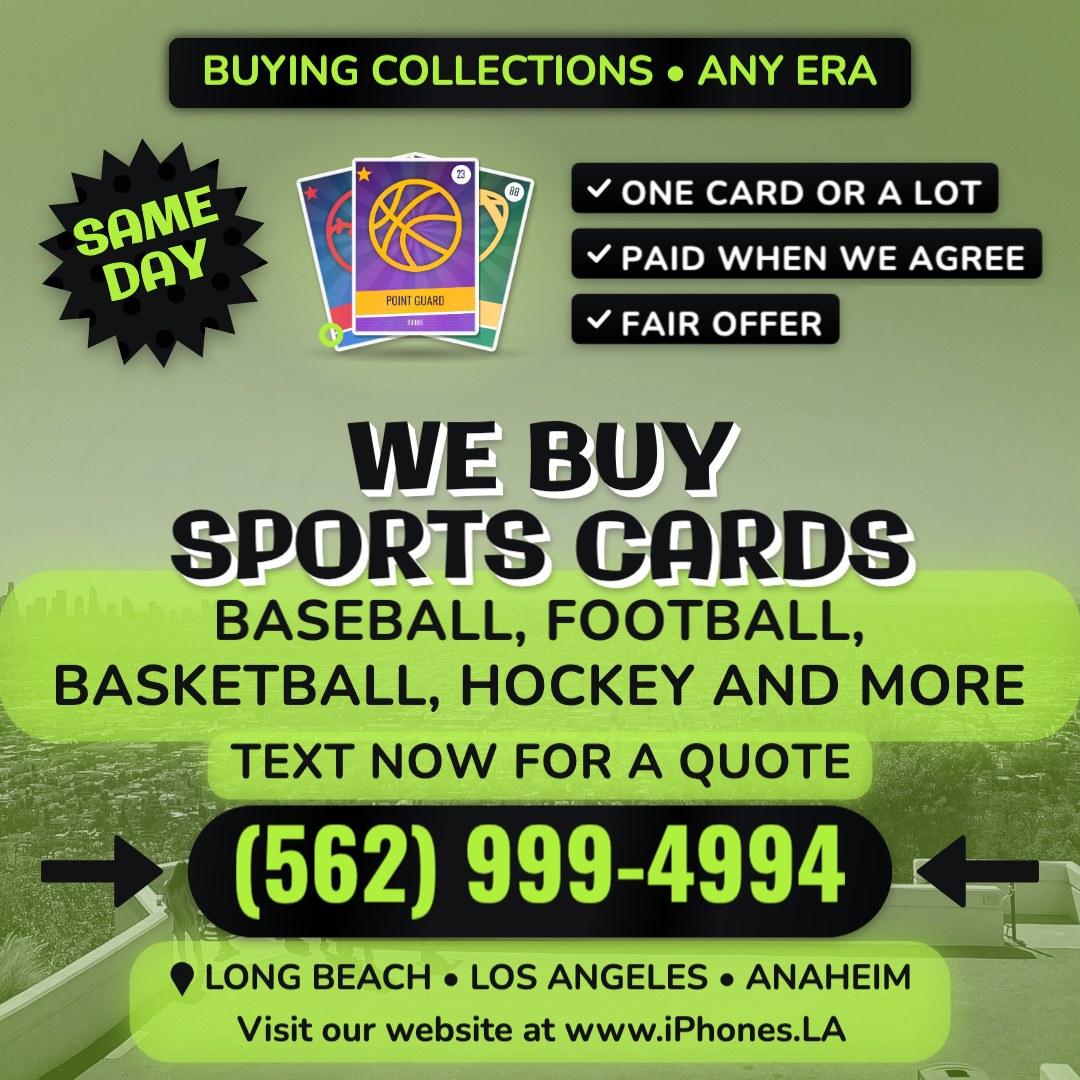 BUYING COLLECTIONS • ANY ERA
SAME
DAY
23
88
POINT GUARD
✓ ONE CARD OR A LOT
✓ PAID WHEN WE AGREE
✓ FAIR OFFER
WE BUY
SPORTS CARDS
BASEBALL, FOOTBALL,
BASKETBALL, HOCKEY AND MORE
TEXT NOW FOR A QUOTE
(562) 999-4994
LONG BEACH • LOS ANGELES • ANAHEIM
Visit our website at www.iPhones.LA